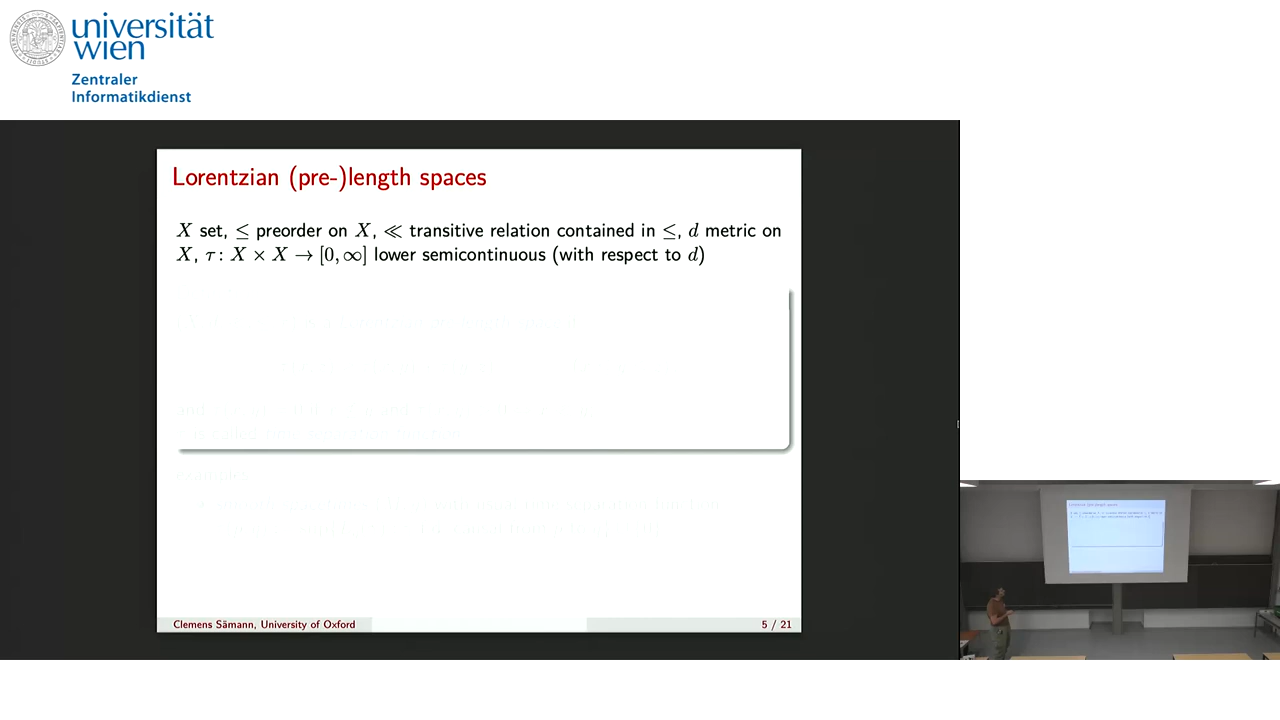 universität
wien
Zentraler
Informatikdienst
Lorentzian (pre-)length spaces
X set, ≤ preorder on X, ≪ transitive relation contained in ≤, d metric on
X, τ: X × X → [0, ∞] lower semicontinuous (with respect to d)
Clemens Sämann, University of Oxford
5 / 21